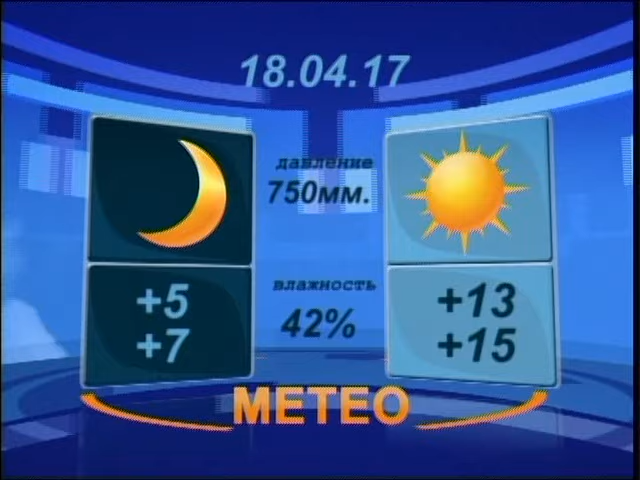 18.04.17
давление
750мм.
+5
+7
влажность
42%
+13
+15
МЕТЕО